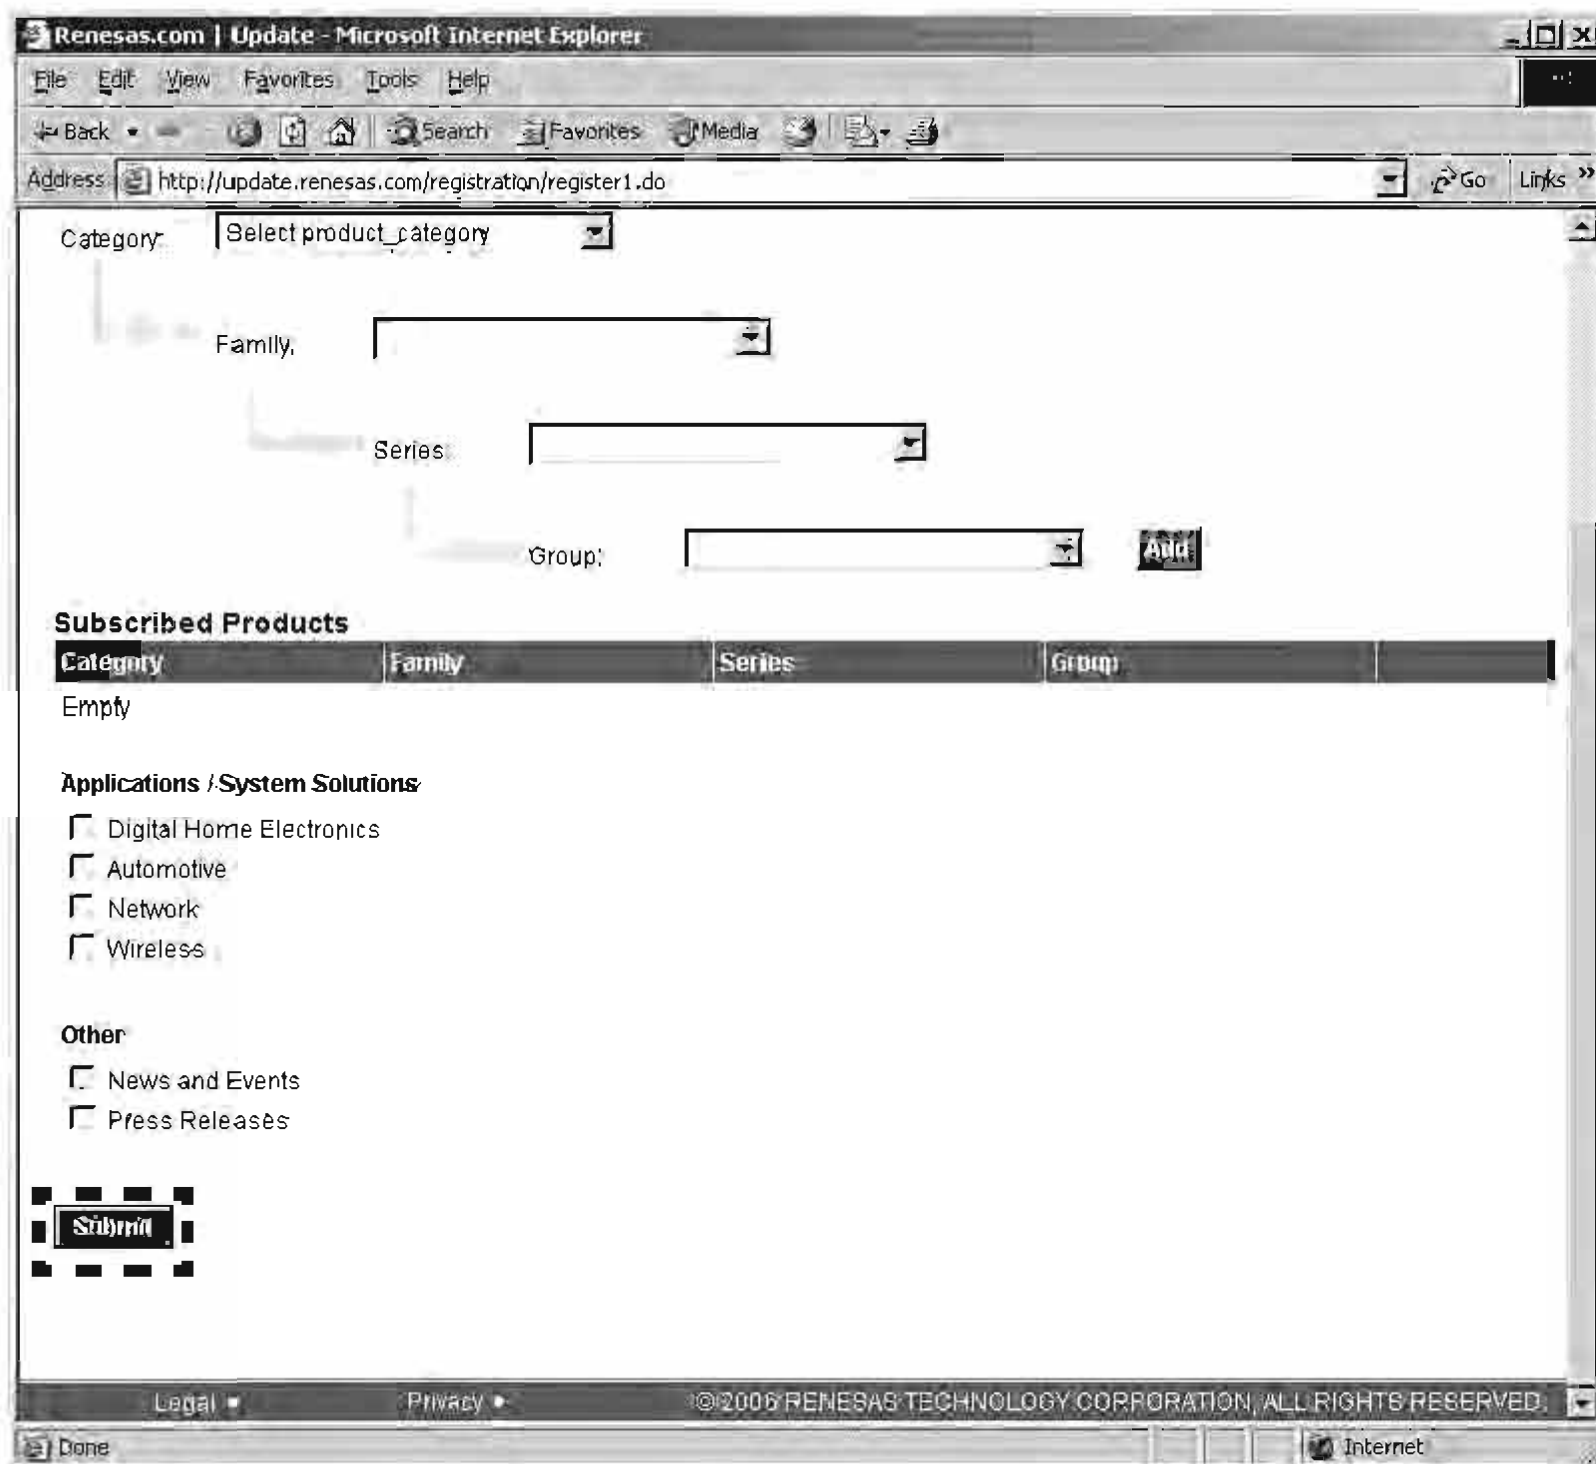 Renesas.com | Update - Microsoft Internet Explorer
File Edit View Favorites Tools Help
Back Search Favorites Media
Address http://update.renesas.com/registration/register1.do Go Links »
Category: Select product_category
Family:
Series:
Group: Add
Subscribed Products
Category Family Series Group
Empty
Applications / System Solutions
Digital Home Electronics
Automotive
Network
Wireless
Other
News and Events
Press Releases
Submit
Legal Privacy © 2006 RENESAS TECHNOLOGY CORPORATION, ALL RIGHTS RESERVED.
Done Internet